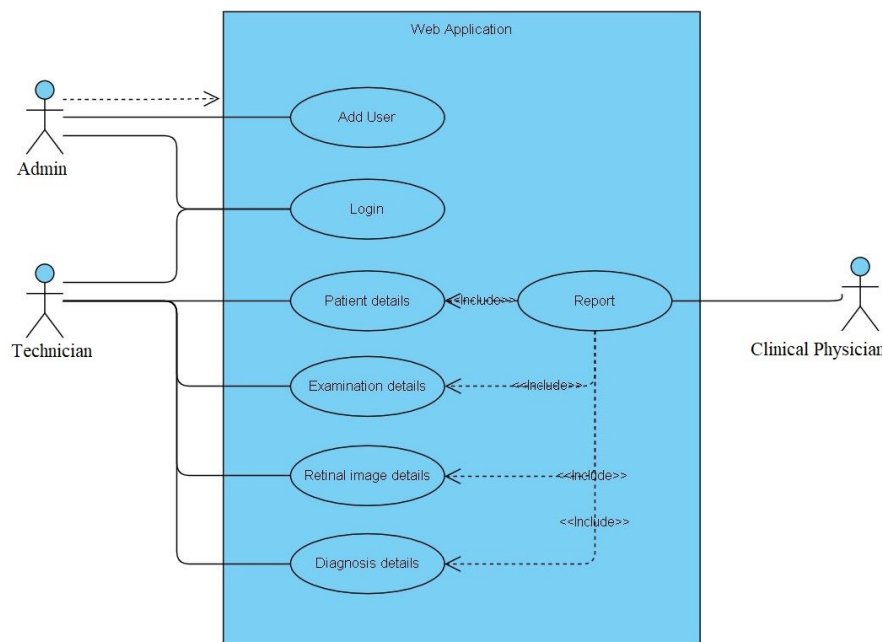 Web Application
Add User
Admin
Login
Patient details
<<Include>>
Report
Technician
Clinical Physician
Examination details
<<Include>>
Retinal image details
<<Include>>
<<Include>>
Diagnosis details